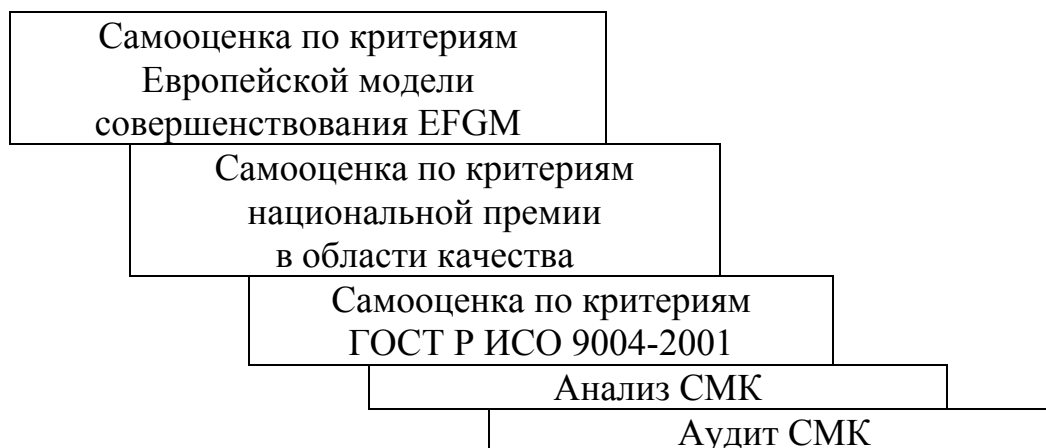 Самооценка по критериям
Европейской модели
совершенствования EFGM
Самооценка по критериям
национальной премии
в области качества
Самооценка по критериям
ГОСТ Р ИСО 9004-2001
Анализ СМК
Аудит СМК